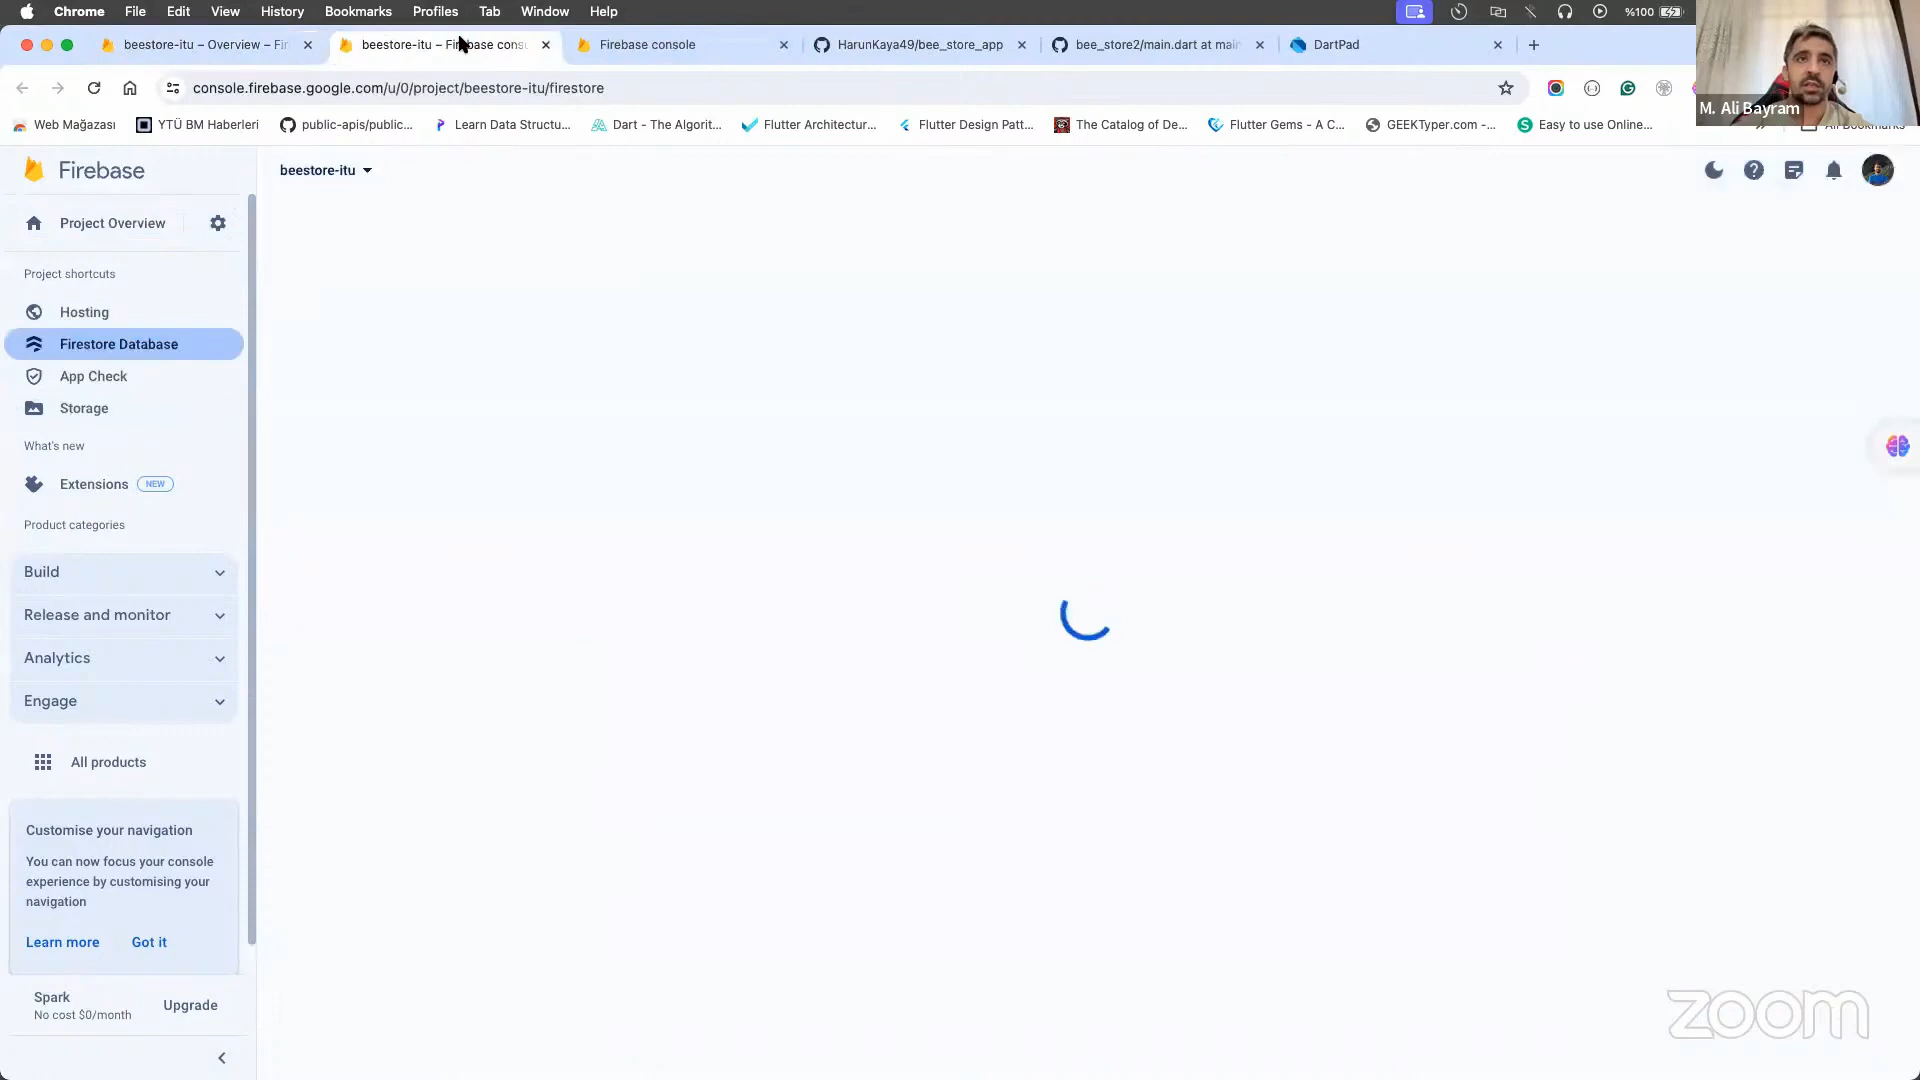 Chrome File Edit View History Bookmarks Profiles Tab Window Help %100
beestore-itu – Overview – Fi beestore-itu – Firebase cons Firebase console HarunKaya49/bee_store_app bee_store2/main.dart at main DartPad
console.firebase.google.com/u/0/project/beestore-itu/firestore
M. Ali Bayram
Web Mağazası YTÜ BM Haberleri public-apis/public... Learn Data Structu... Dart - The Algorit... Flutter Architectur... Flutter Design Patt... The Catalog of De... Flutter Gems - A C... GEEKTyper.com -... Easy to use Online... All Bookmarks
Firebase
beestore-itu
Project Overview
Project shortcuts
Hosting
Firestore Database
App Check
Storage
What's new
Extensions NEW
Product categories
Build
Release and monitor
Analytics
Engage
All products
Customise your navigation
You can now focus your console
experience by customising your
navigation
Learn more Got it
Spark
No cost $0/month
Upgrade
zoom